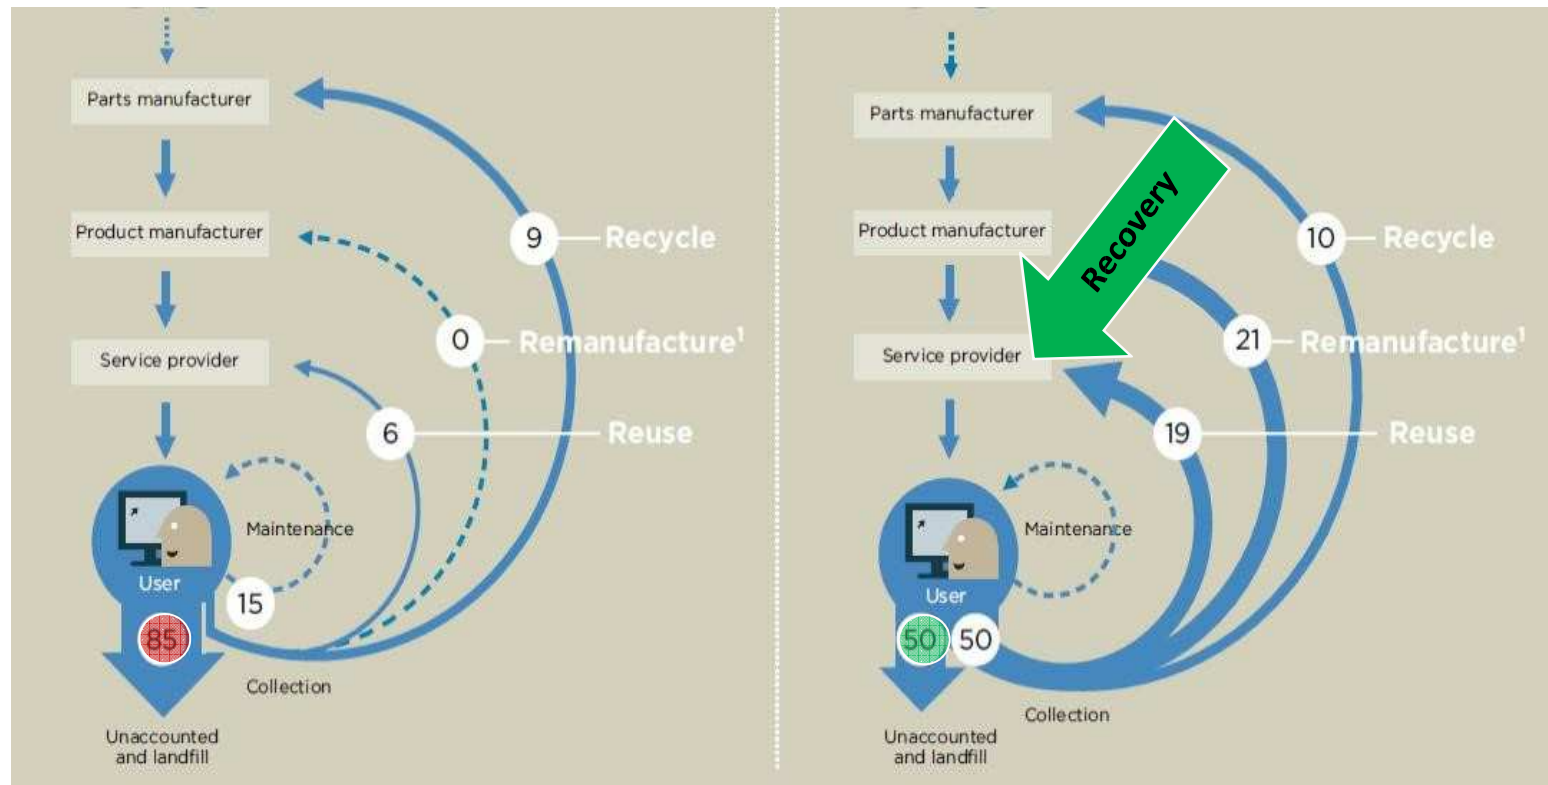 Parts manufacturer
Product manufacturer
9
Recycle
0
Remanufacture¹
Service provider
6
Reuse
Maintenance
User
15
85
Collection
Unaccounted
and landfill
Parts manufacturer
Recovery
Product manufacturer
10
Recycle
21
Remanufacture¹
Service provider
19
Reuse
Maintenance
User
50
50
Collection
Unaccounted
and landfill